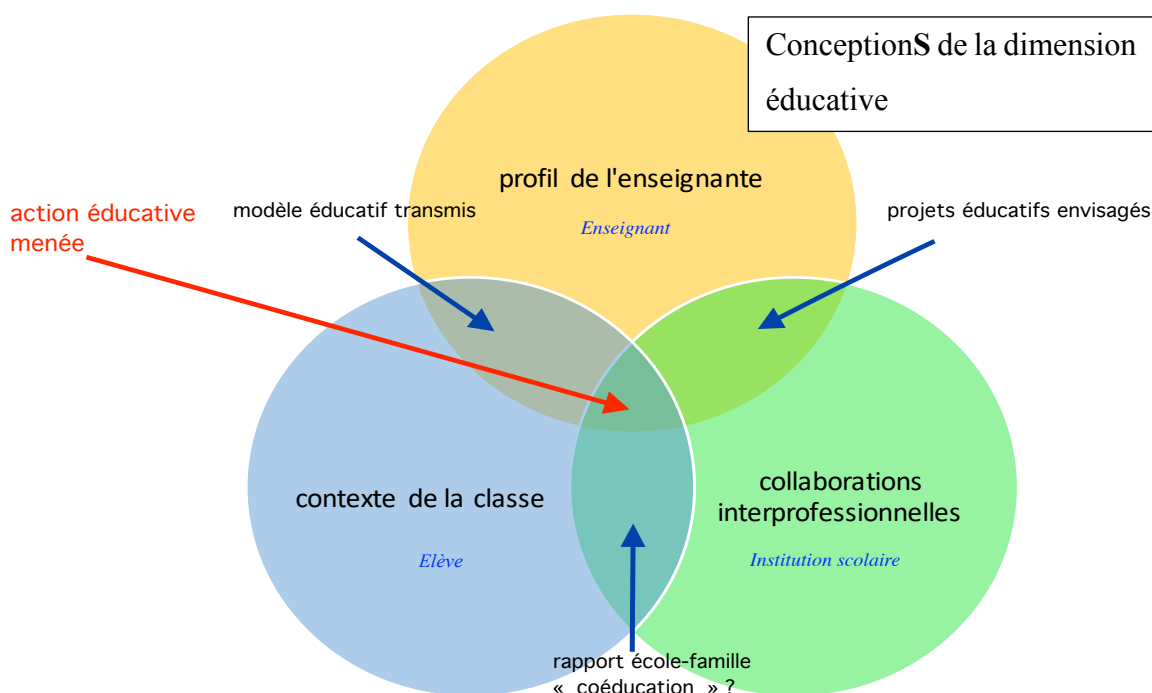 ConceptionS de la dimension
éducative
profil de l'enseignante
Enseignant
action éducative
menée
modèle éducatif transmis
projets éducatifs envisagés
contexte de la classe
Elève
collaborations
interprofessionnelles
Institution scolaire
rapport école-famille
« coéducation » ?